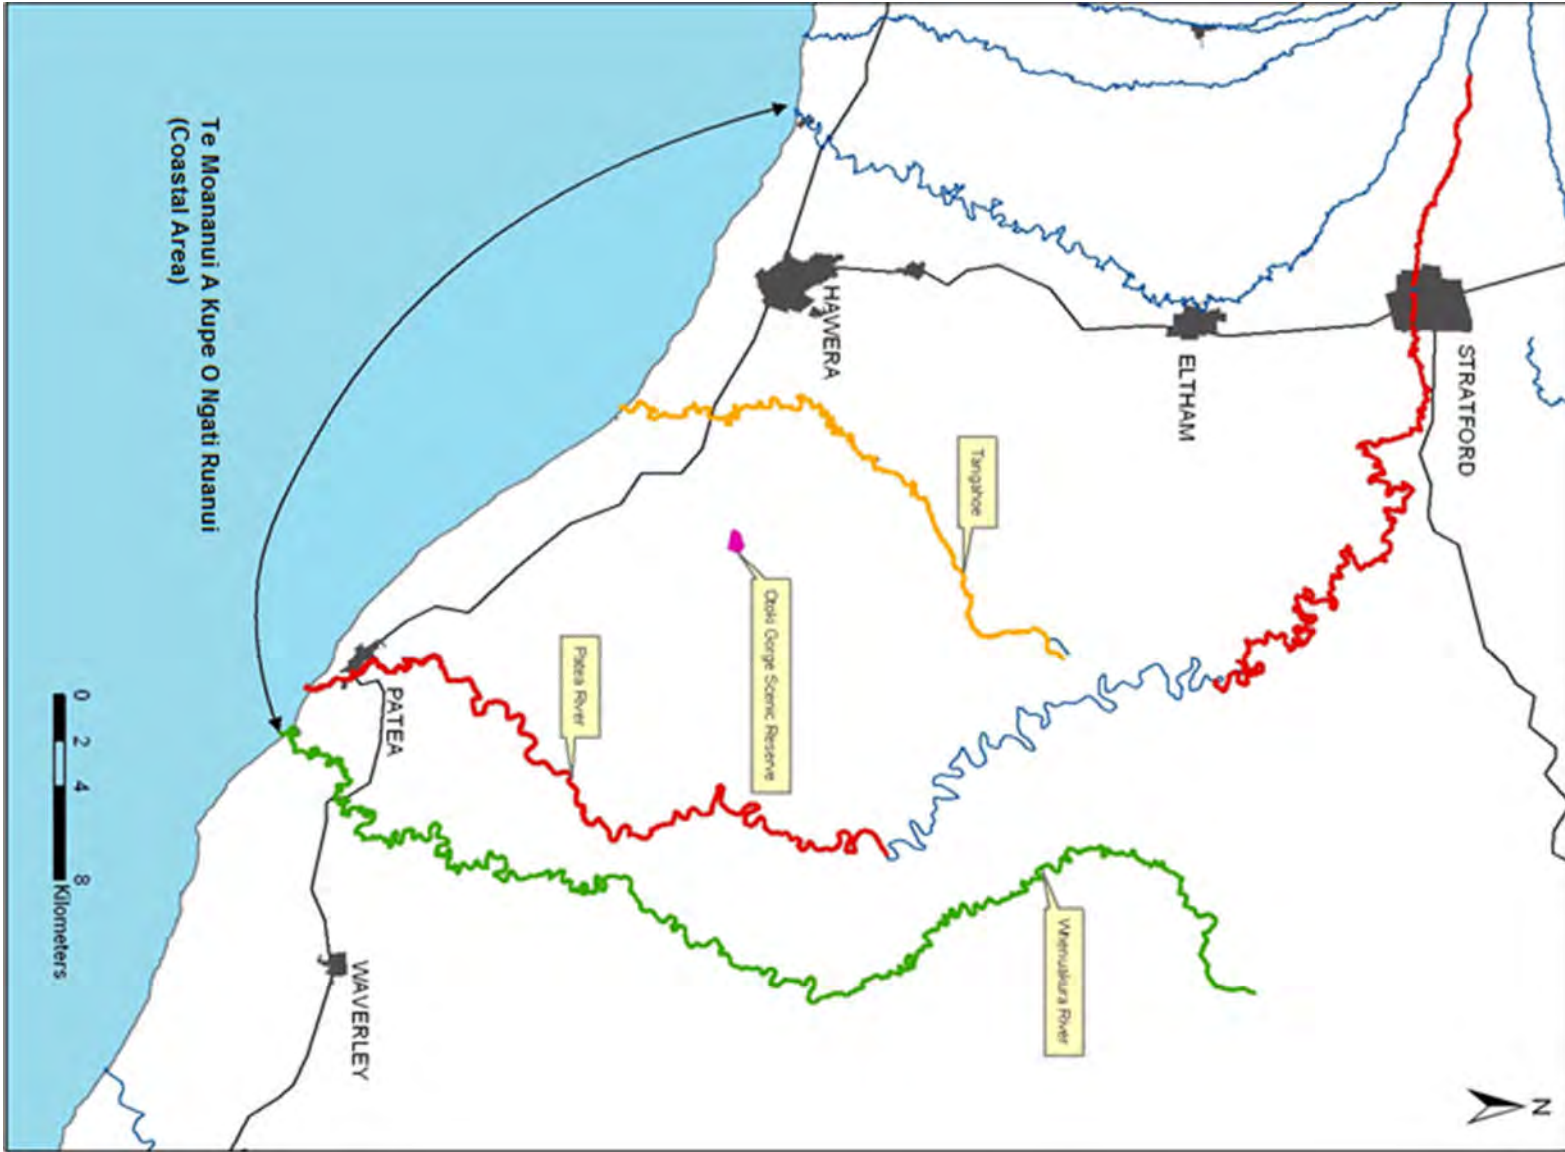 N
STRATFORD
ELTHAM
Whenuakura River
Tangahoe
HAWERA
Otoki Gorge Scenic Reserve
Patea River
PATEA
WAVERLEY
Te Moananui A Kupe O Ngati Ruanui
(Coastal Area)
0 2 4 8
Kilometers